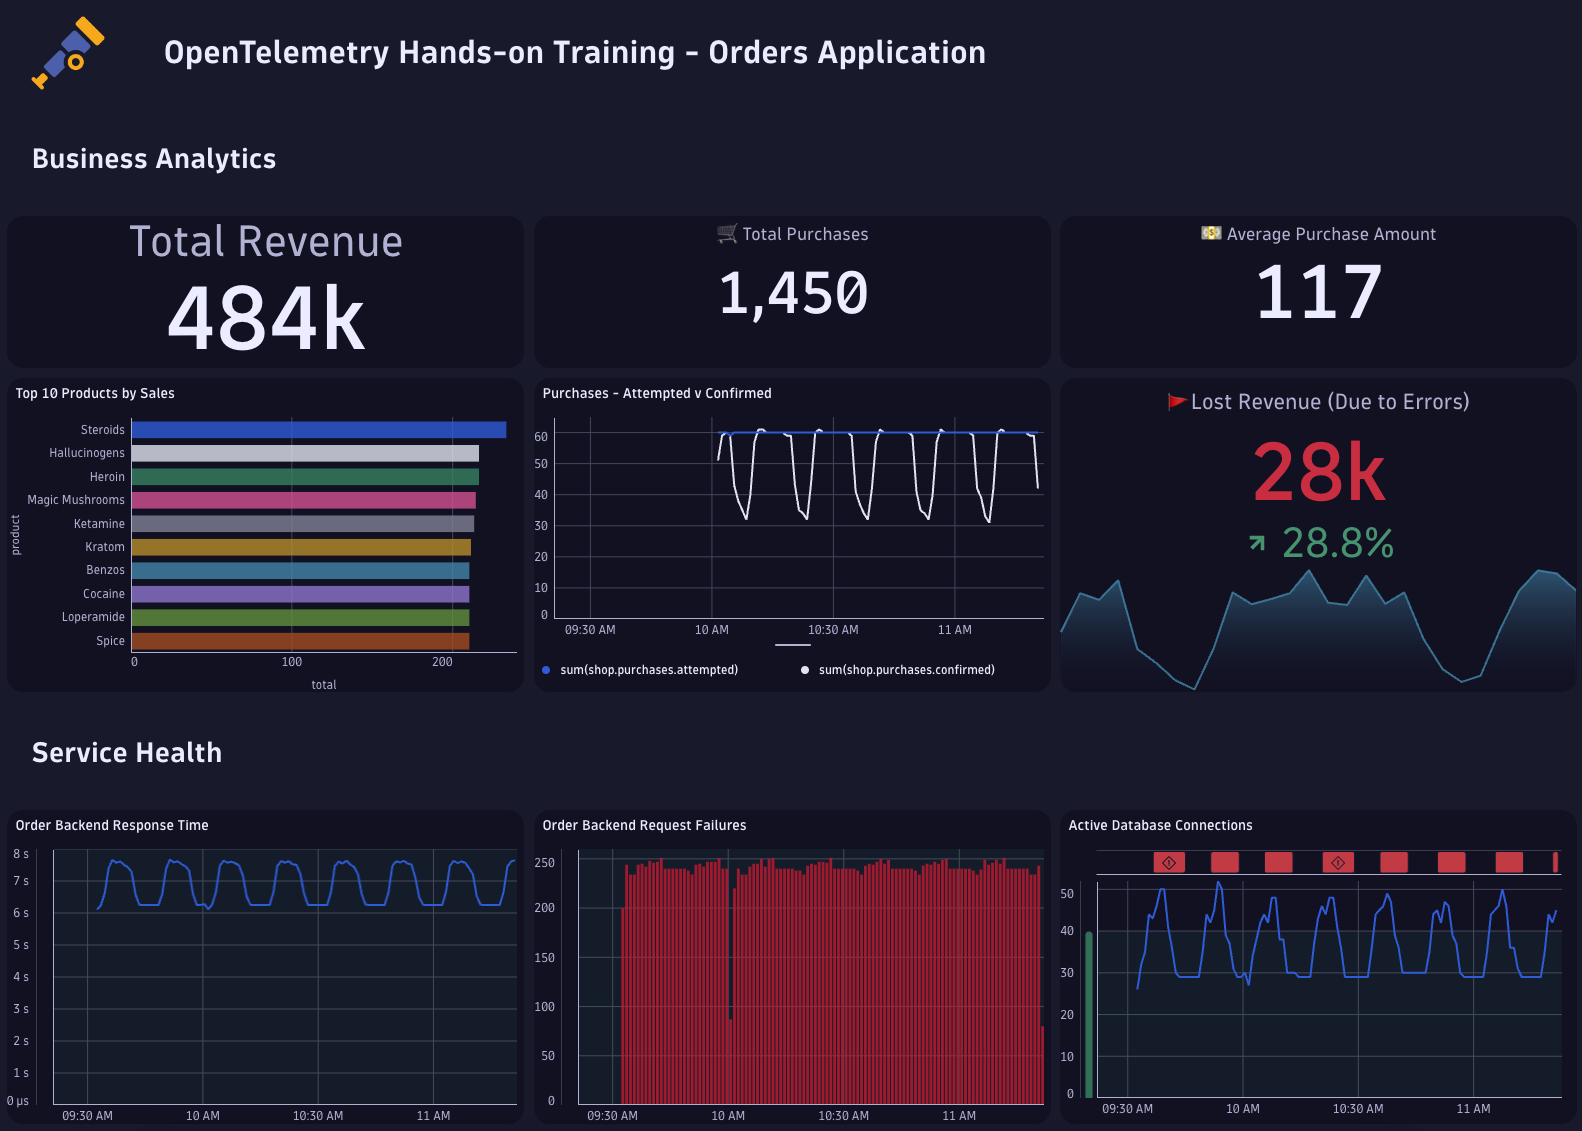 OpenTelemetry Hands-on Training - Orders Application
Business Analytics
Total Revenue
484k
Total Purchases
1,450
Average Purchase Amount
117
Top 10 Products by Sales
product
Steroids
Hallucinogens
Heroin
Magic Mushrooms
Ketamine
Kratom
Benzos
Cocaine
Loperamide
Spice
0 100 200
total
Purchases - Attempted v Confirmed
60
50
40
30
20
10
0
09:30 AM 10 AM 10:30 AM 11 AM
sum(shop.purchases.attempted) sum(shop.purchases.confirmed)
Lost Revenue (Due to Errors)
28k
28.8%
Service Health
Order Backend Response Time
8 s
7 s
6 s
5 s
4 s
3 s
2 s
1 s
0 µs
09:30 AM 10 AM 10:30 AM 11 AM
Order Backend Request Failures
250
200
150
100
50
0
09:30 AM 10 AM 10:30 AM 11 AM
Active Database Connections
50
40
30
20
10
0
09:30 AM 10 AM 10:30 AM 11 AM